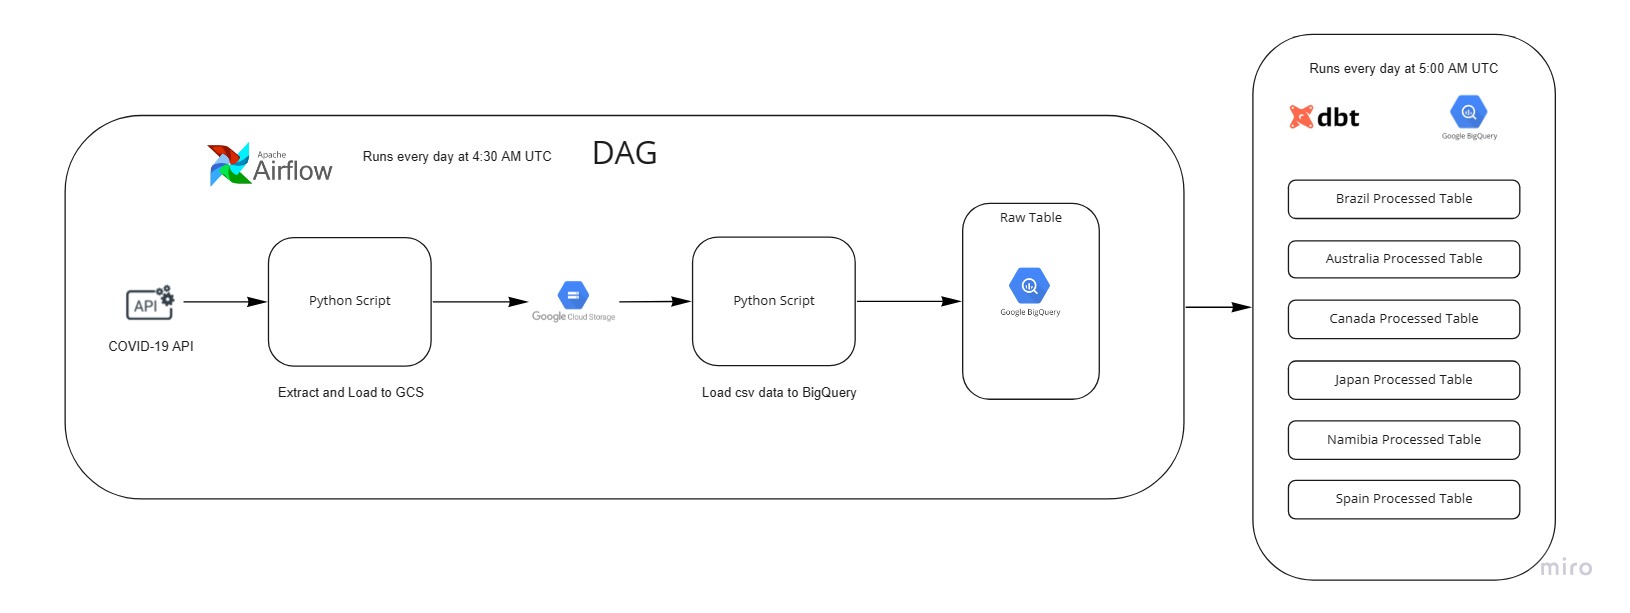 Runs every day at 5:00 AM UTC
dbt
Google BigQuery
Apache
Airflow
Runs every day at 4:30 AM UTC
DAG
Brazil Processed Table
Australia Processed Table
Canada Processed Table
Japan Processed Table
Namibia Processed Table
Spain Processed Table
Raw Table
Google BigQuery
API
COVID-19 API
Python Script
Extract and Load to GCS
Google Cloud Storage
Python Script
Load csv data to BigQuery
miro